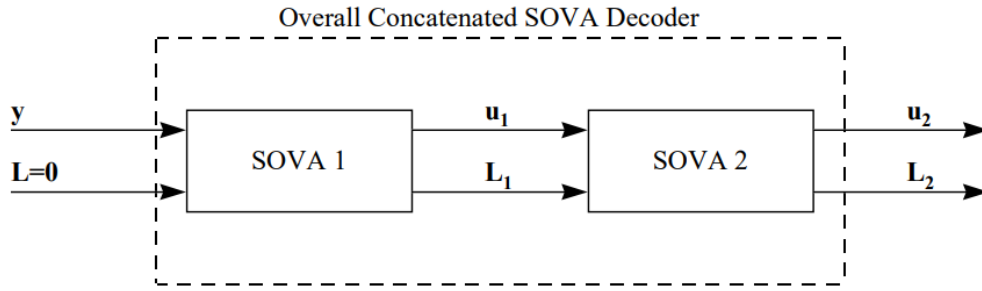 Overall Concatenated SOVA Decoder
y
u1
u2
SOVA 1
SOVA 2
L=0
L1
L2